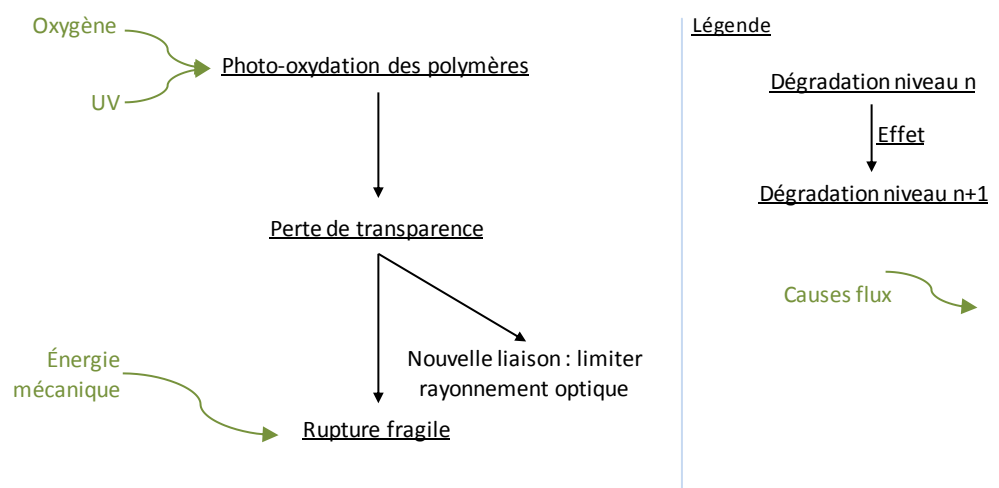 Oxygène
Photo-oxydation des polymères
UV
Perte de transparence
Nouvelle liaison : limiter
rayonnement optique
Énergie
mécanique
Rupture fragile
Légende
Dégradation niveau n
Effet
Dégradation niveau n+1
Causes flux